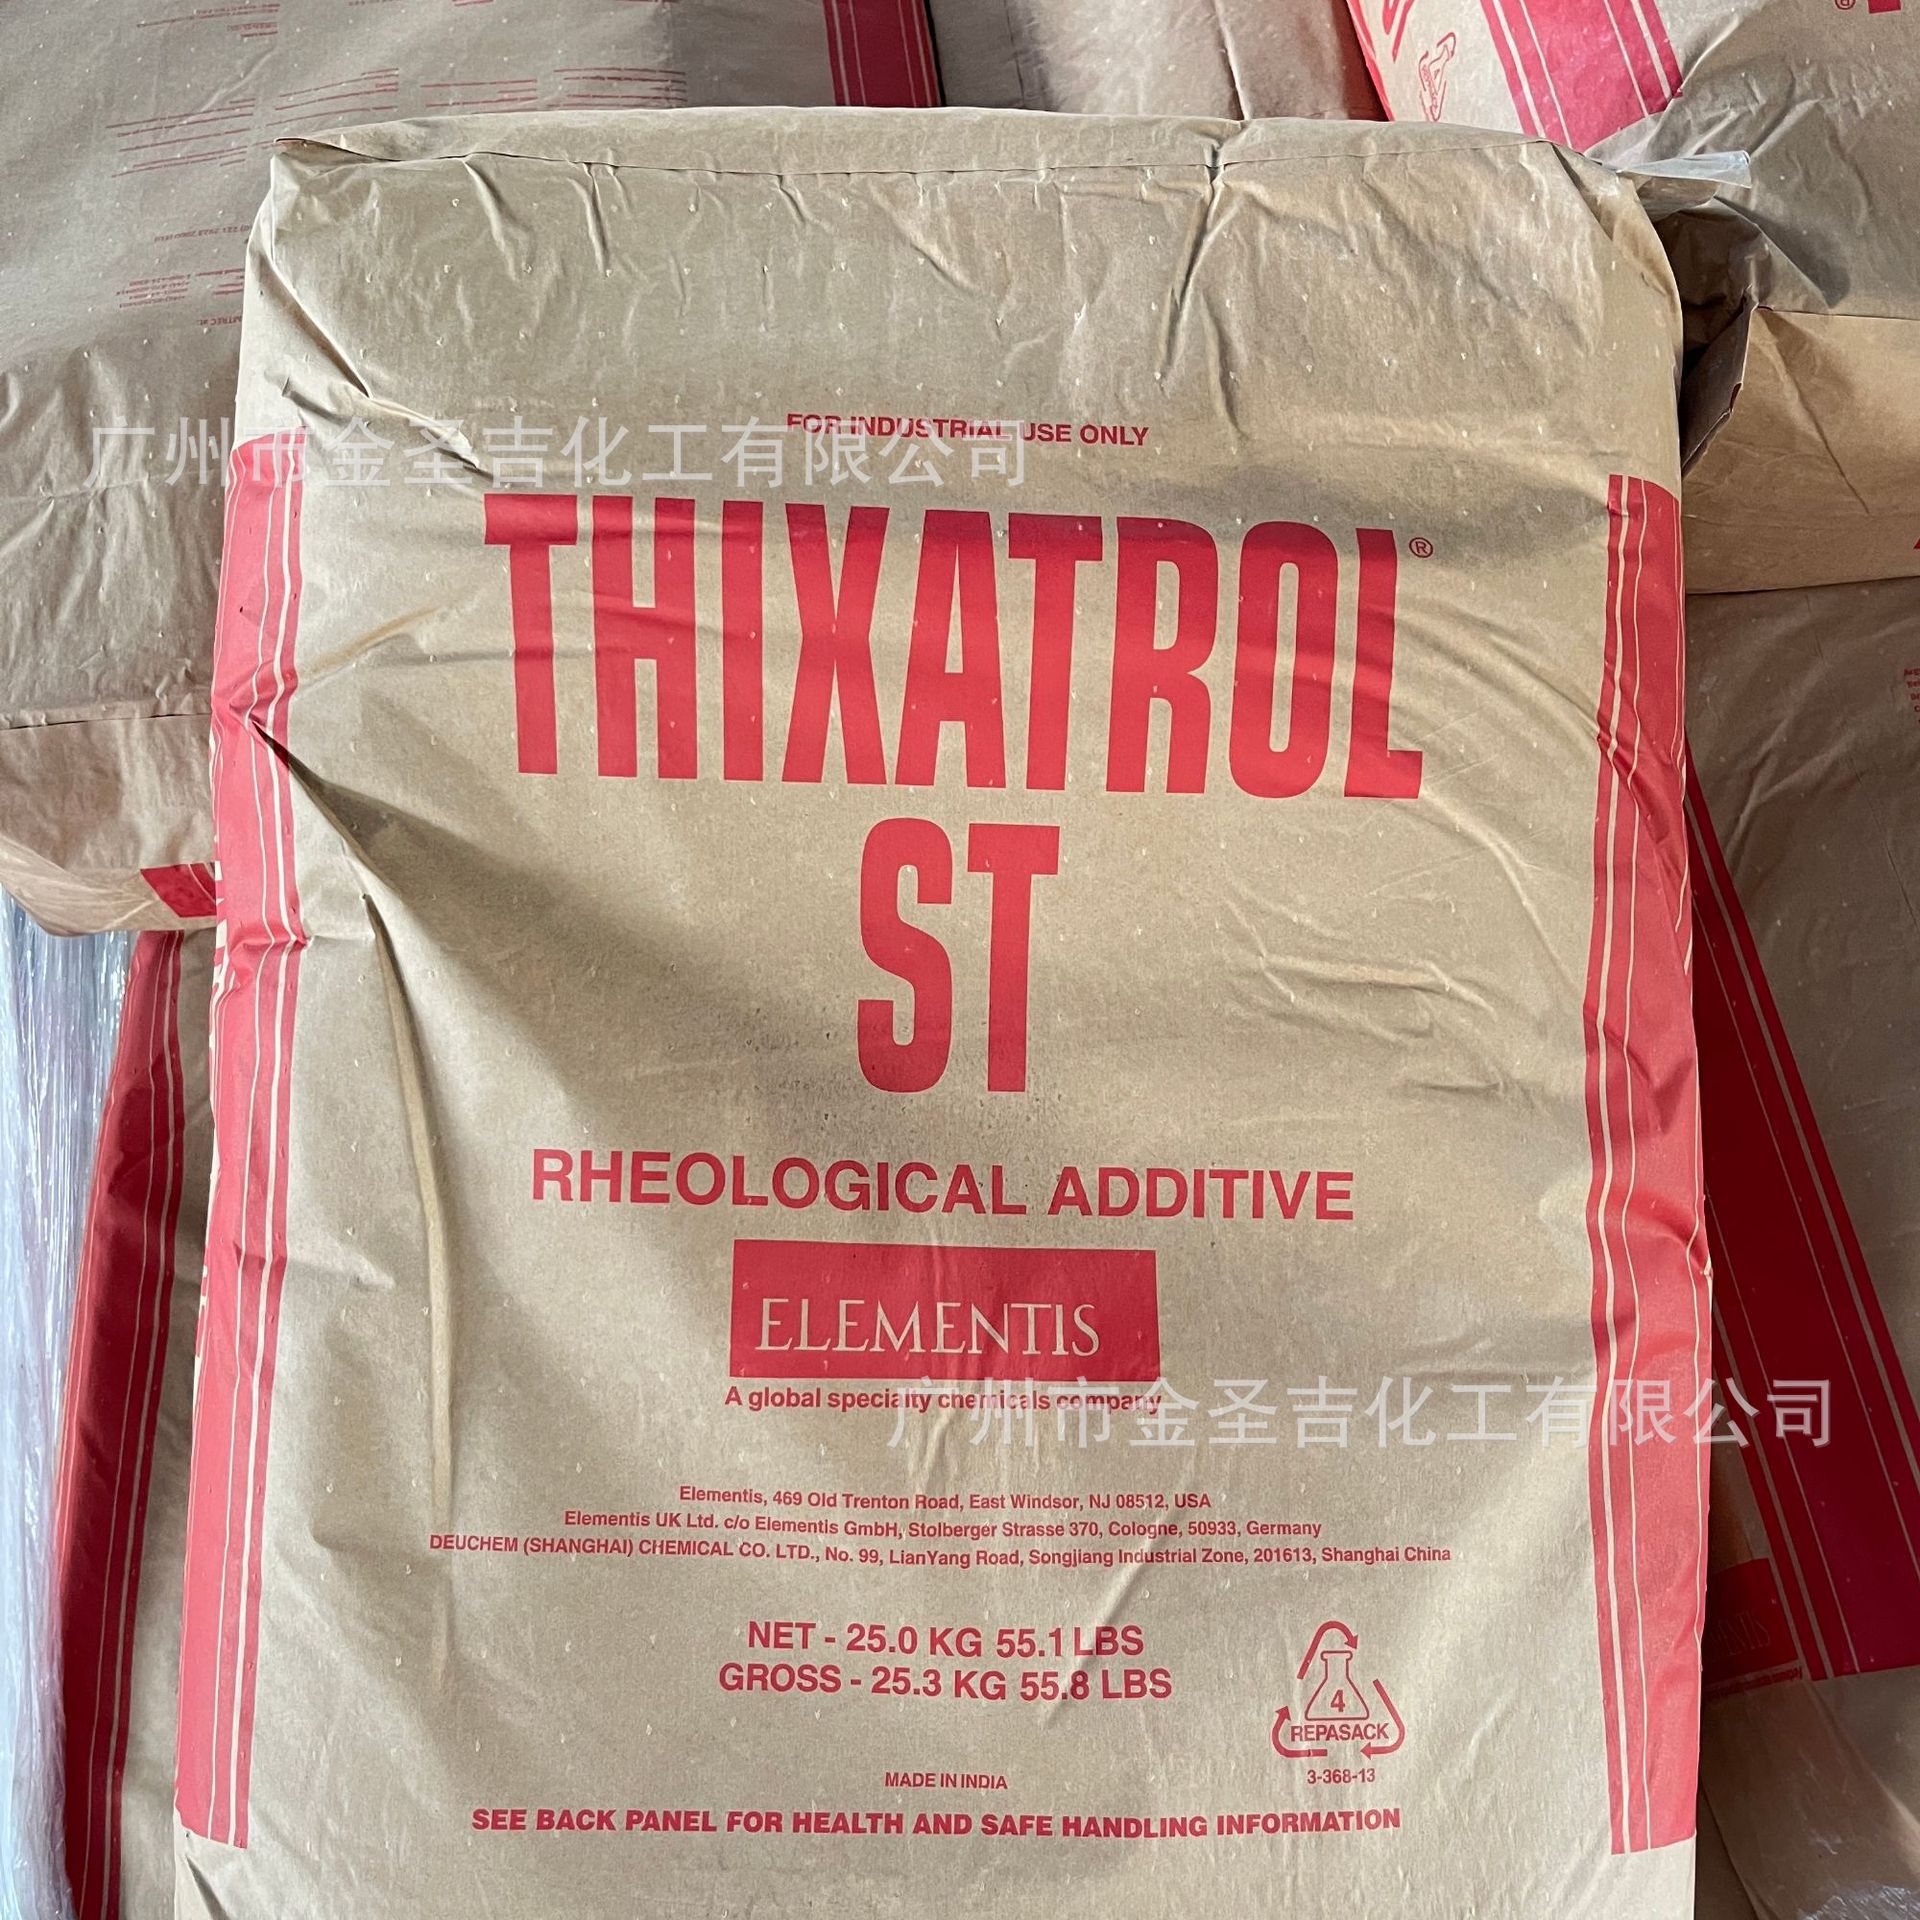 FOR INDUSTRIAL USE ONLY
广州市金圣吉化工有限公司
THIXATROL®
ST
RHEOLOGICAL ADDITIVE
ELEMENTIS
A global specialty chemicals company
广州市金圣吉化工有限公司
Elementis, 469 Old Trenton Road, East Windsor, NJ 08512, USA
Elementis UK Ltd. c/o Elementis GmbH, Stolberger Strasse 370, Cologne, 50933, Germany
DEUCHEM (SHANGHAI) CHEMICAL CO. LTD., No. 99, LianYang Road, Songjiang Industrial Zone, 201613, Shanghai China
NET - 25.0 KG 55.1 LBS
GROSS - 25.3 KG 55.8 LBS
4
REPASACK
3-368-13
MADE IN INDIA
SEE BACK PANEL FOR HEALTH AND SAFE HANDLING INFORMATION